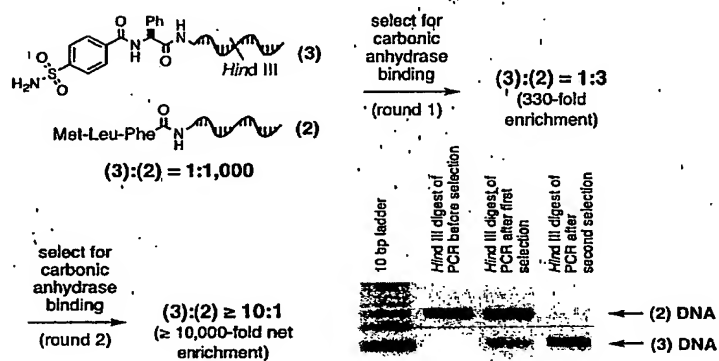 O
Ph
H
N
N
H
O
Hind III
(3)
O
S
O
H₂N
O
Met-Leu-Phe
N
H
(2)
(3):(2) = 1:1,000
select for
carbonic
anhydrase
binding
(round 1)
(3):(2) = 1:3
(330-fold
enrichment)
select for
carbonic
anhydrase
binding
(round 2)
(3):(2) ≥ 10:1
(≥ 10,000-fold net
enrichment)
10 bp ladder
Hind III digest of
PCR before selection
Hind III digest of
PCR after first
selection
Hind III digest of
PCR after
second selection
(2) DNA
(3) DNA